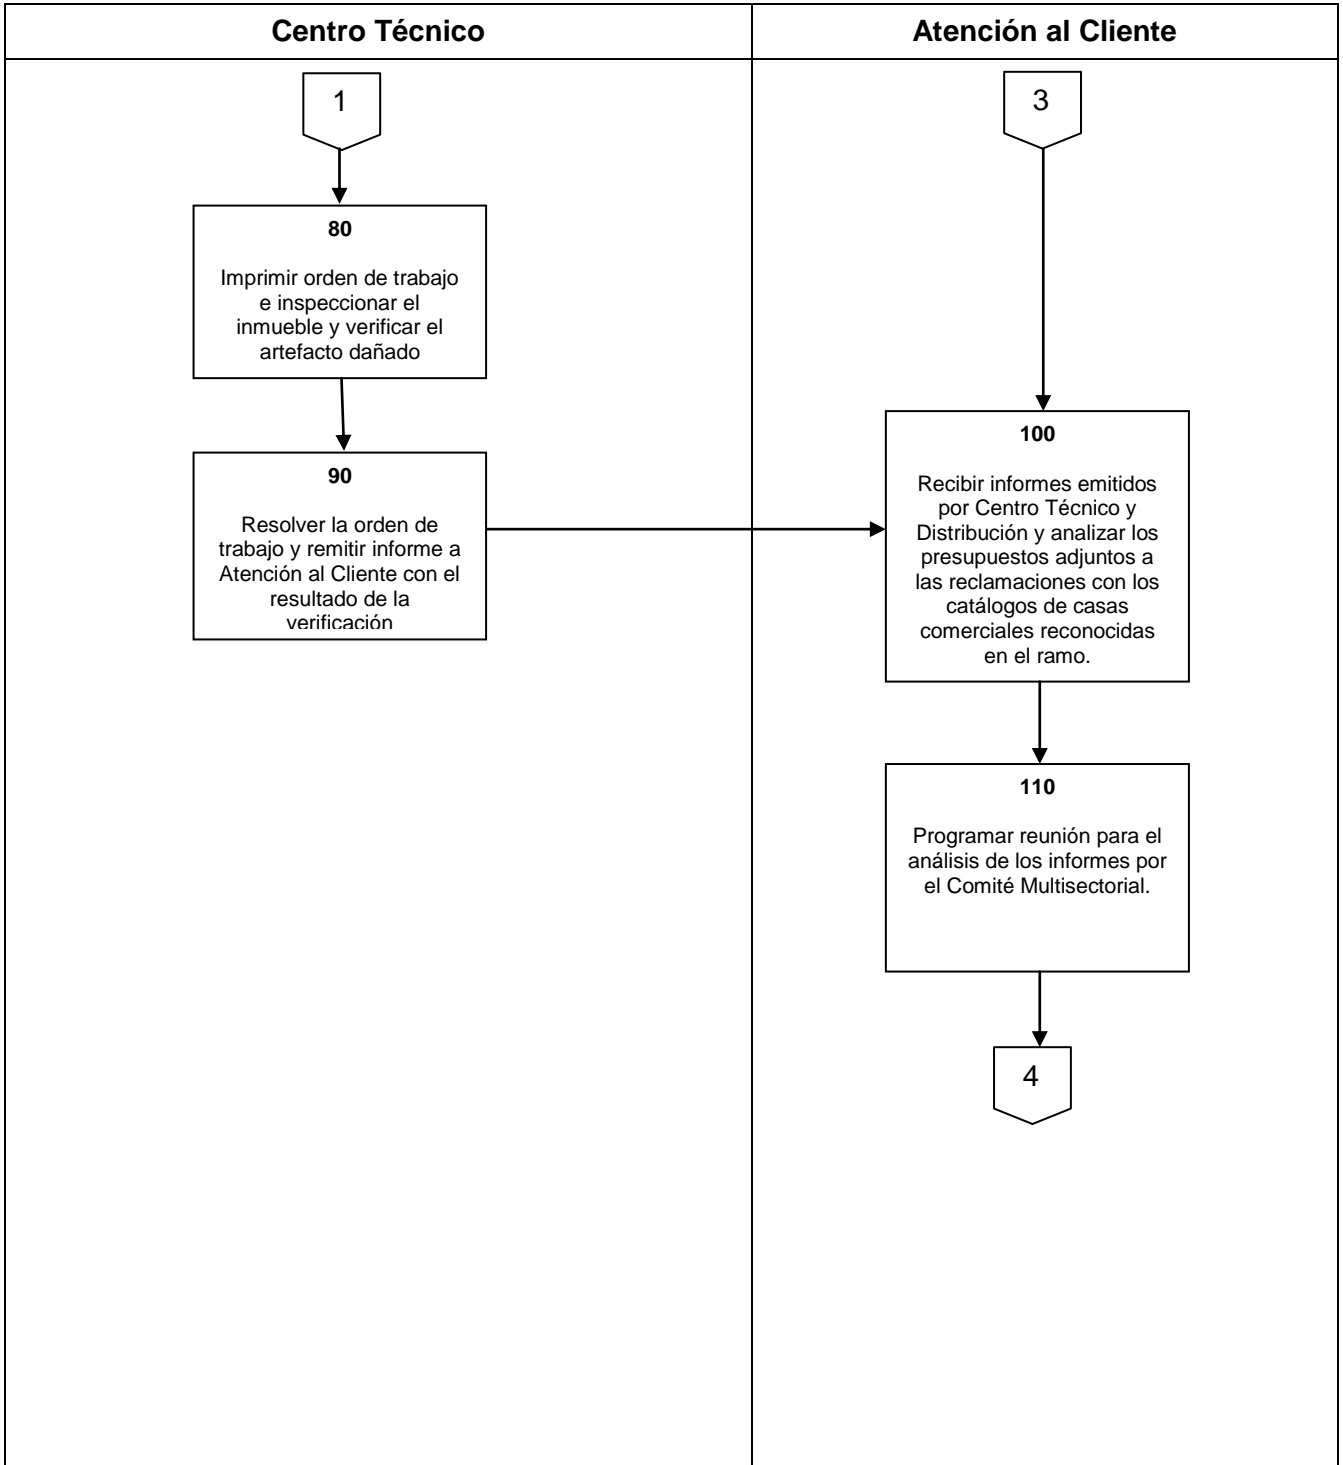 Centro Técnico
Atención al Cliente
1
80
Imprimir orden de trabajo
e inspeccionar el
inmueble y verificar el
artefacto dañado
90
Resolver la orden de
trabajo y remitir informe a
Atención al Cliente con el
resultado de la
verificación
3
100
Recibir informes emitidos
por Centro Técnico y
Distribución y analizar los
presupuestos adjuntos a
las reclamaciones con los
catálogos de casas
comerciales reconocidas
en el ramo.
110
Programar reunión para el
análisis de los informes por
el Comité Multisectorial.
4